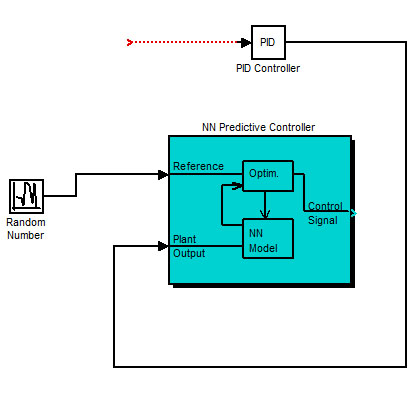 PID
PID Controller
NN Predictive Controller
Reference
Optim.
Random
Number
Control
Signal
Plant
Output
NN
Model